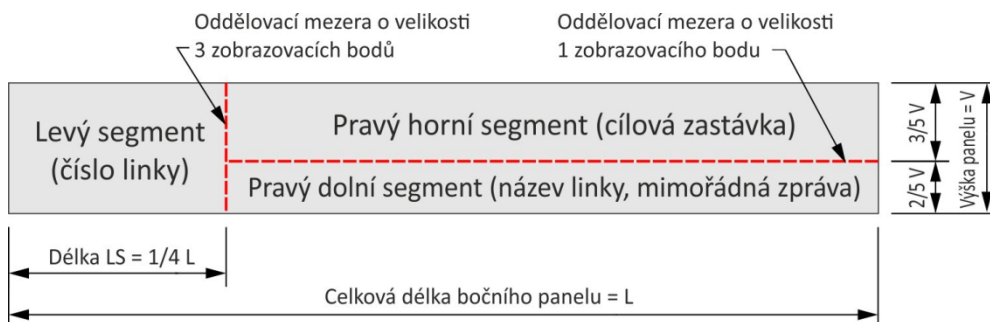 Oddělovací mezera o velikosti
3 zobrazovacích bodů
Oddělovací mezera o velikosti
1 zobrazovacího bodu
Levý segment
(číslo linky)
Pravý horní segment (cílová zastávka)
Pravý dolní segment (název linky, mimořádná zpráva)
3/5 V
2/5 V
Výška panelu = V
Délka LS = 1/4 L
Celková délka bočního panelu = L